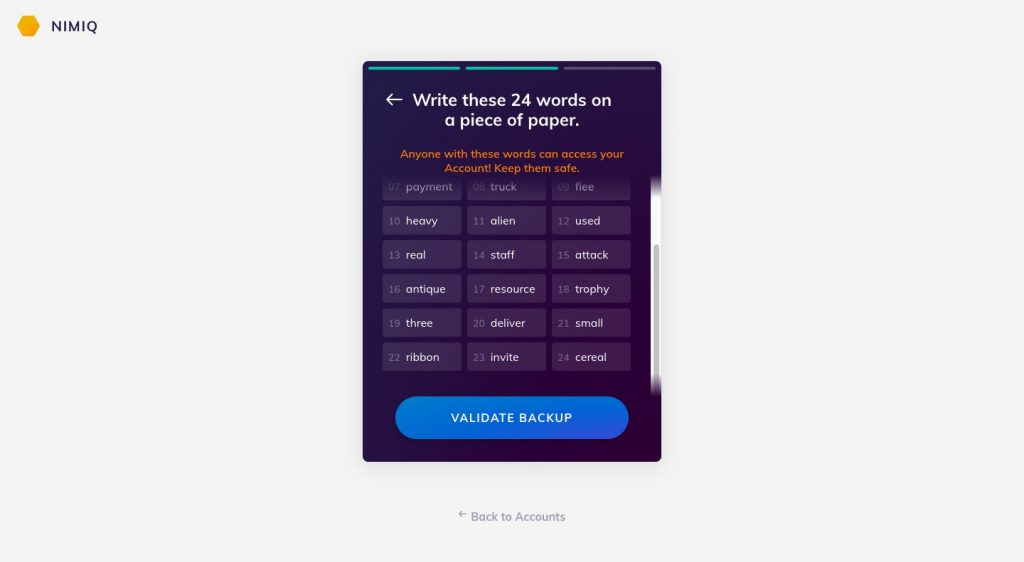 NIMIQ
← Write these 24 words on
a piece of paper.
Anyone with these words can access your
Account! Keep them safe.
07 payment 08 truck 09 flee
10 heavy 11 alien 12 used
13 real 14 staff 15 attack
16 antique 17 resource 18 trophy
19 three 20 deliver 21 small
22 ribbon 23 invite 24 cereal
VALIDATE BACKUP
← Back to Accounts